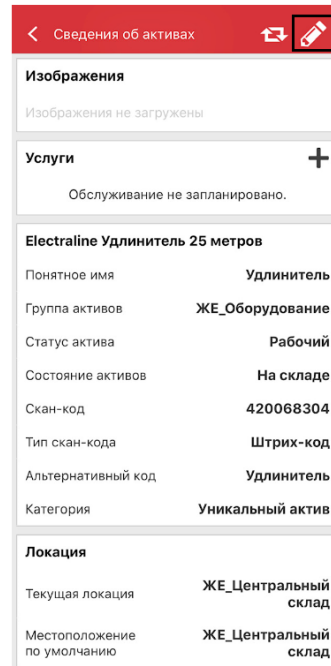 Сведения об активах
Изображения
Изображения не загружены
Услуги
Обслуживание не запланировано.
Electraline Удлинитель 25 метров
Понятное имя Удлинитель
Группа активов ЖЕ_Оборудование
Статус актива Рабочий
Состояние активов На складе
Скан-код 420068304
Тип скан-кода Штрих-код
Альтернативный код Удлинитель
Категория Уникальный актив
Локация
Текущая локация ЖЕ_Центральный
склад
Местоположение ЖЕ_Центральный
по умолчанию склад